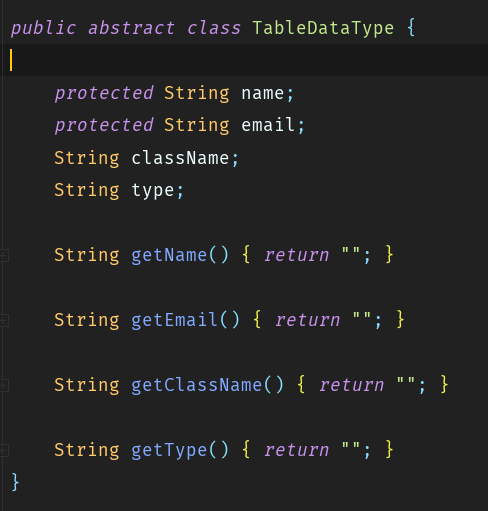 public abstract class TableDataType {
protected String name;
protected String email;
String className;
String type;
String getName() { return ""; }
String getEmail() { return ""; }
String getClassName() { return ""; }
String getType() { return ""; }
}